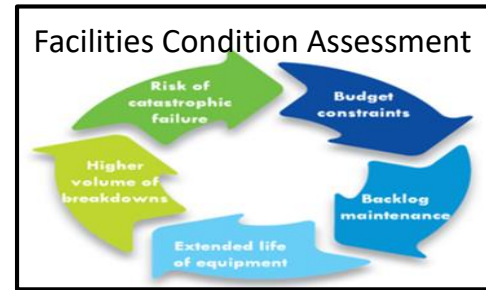 Facilities Condition Assessment
Risk of
catastrophic
failure
Budget
constraints
Higher
volume of
breakdowns
Backlog
maintenance
Extended life
of equipment